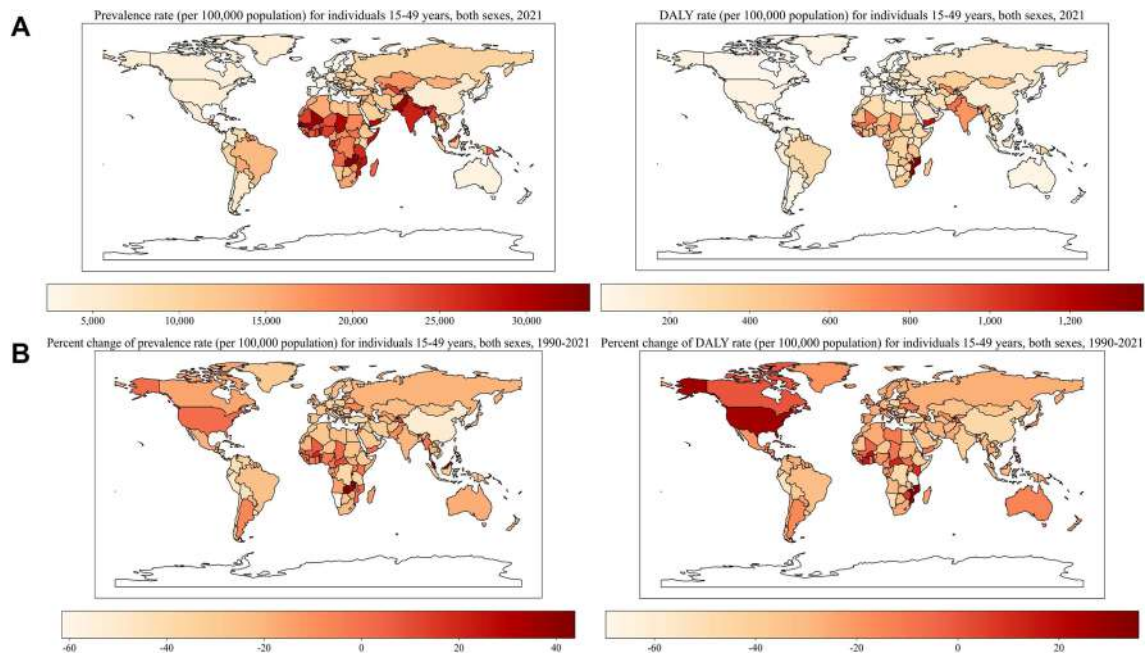 A
Prevalence rate (per 100,000 population) for individuals 15-49 years, both sexes, 2021
DALY rate (per 100,000 population) for individuals 15-49 years, both sexes, 2021
5,000 10,000 15,000 20,000 25,000 30,000
200 400 600 800 1,000 1,200
B
Percent change of prevalence rate (per 100,000 population) for individuals 15-49 years, both sexes, 1990-2021
Percent change of DALY rate (per 100,000 population) for individuals 15-49 years, both sexes, 1990-2021
-60 -40 -20 0 20 40
-60 -40 -20 0 20